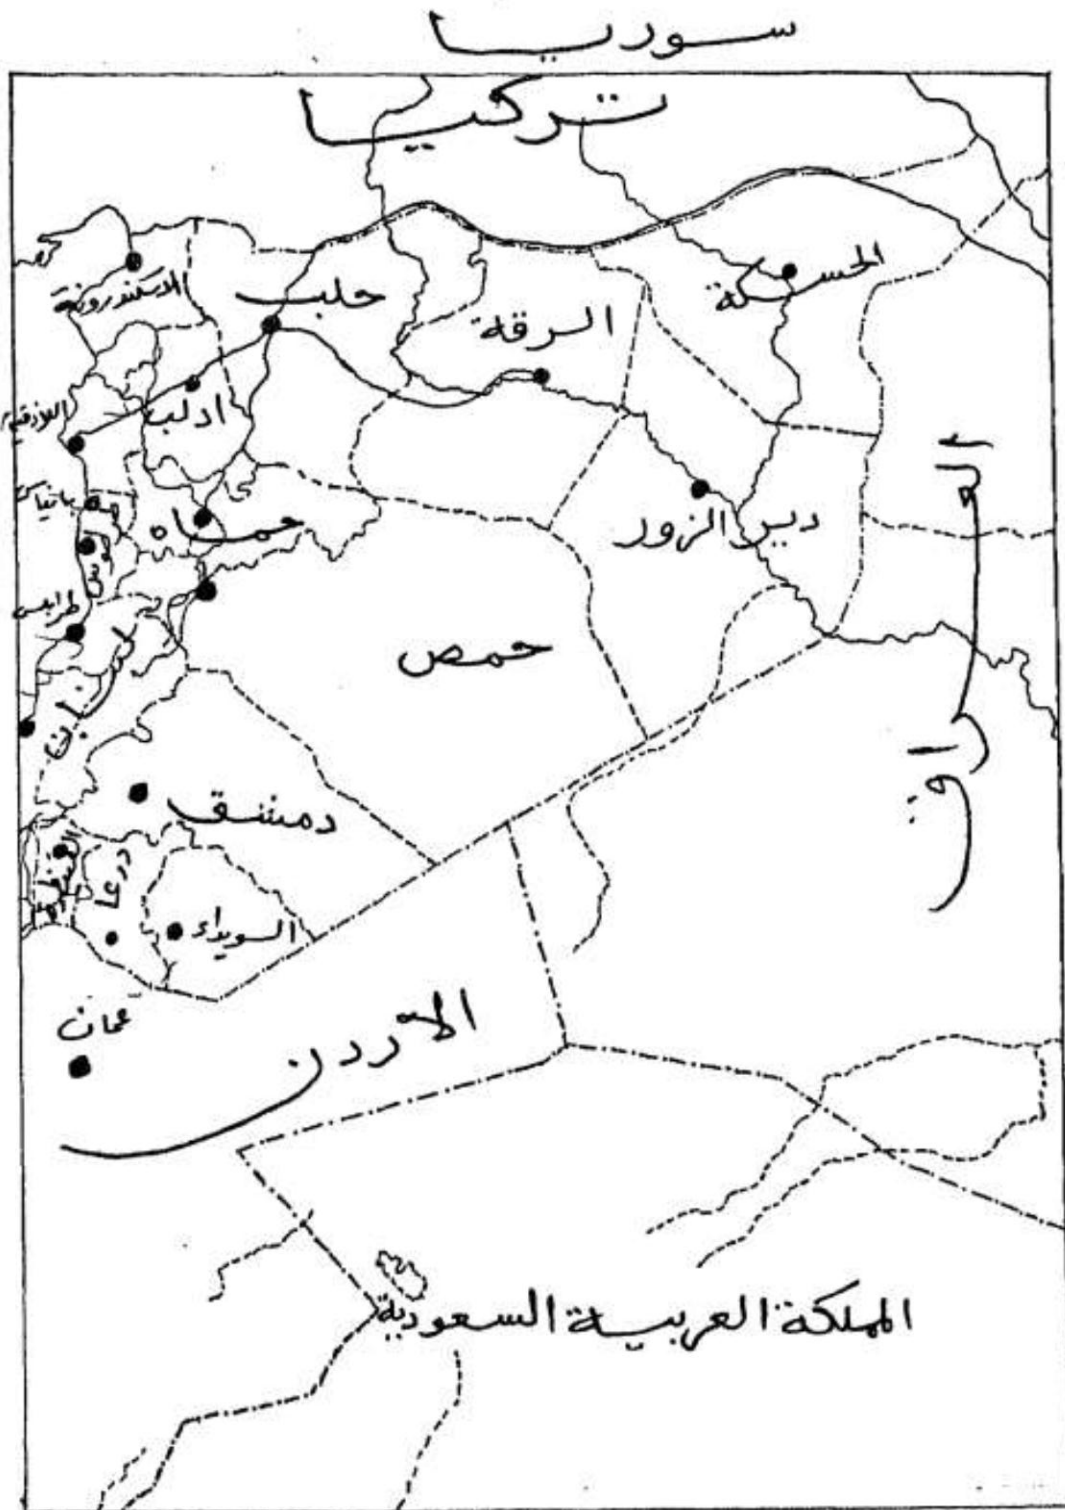 سوريا
تركيا
الاسكندرونة
حلب
الرقة
الحسكة
اللاذقية
ادلب
بانياس
حماه
دير الزور
طرطوس
طرابلس
حمص
لبنان
العراق
دمشق
درعا
السويداء
عمان
الأردن
المملكة العربية السعودية